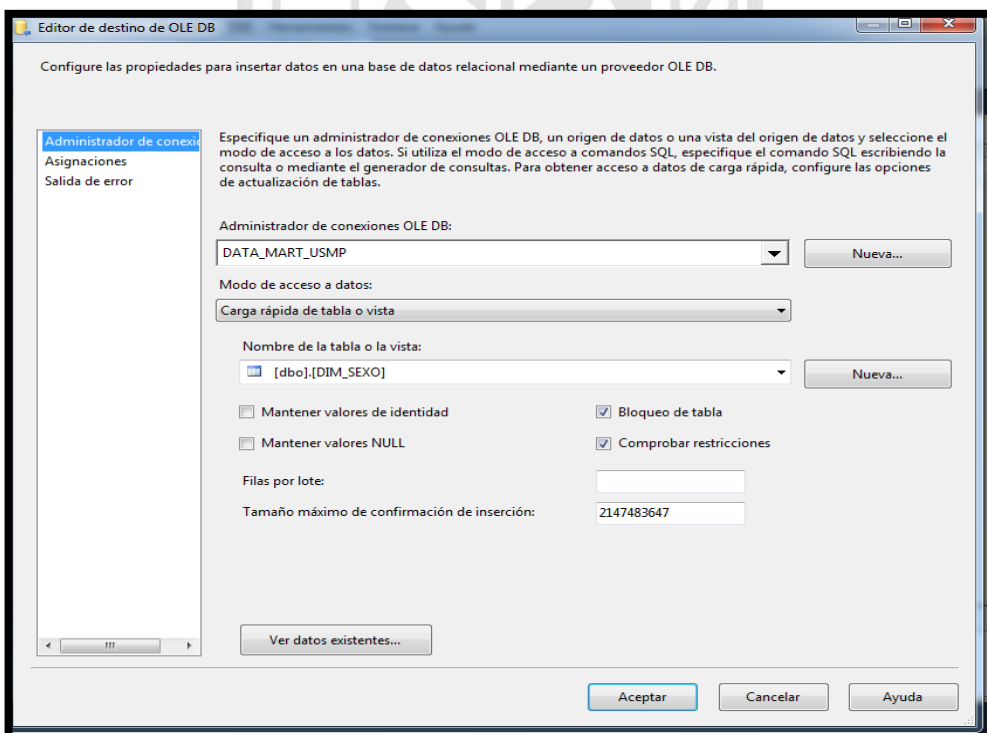 Editor de destino de OLE DB
Configure las propiedades para insertar datos en una base de datos relacional mediante un proveedor OLE DB.
Administrador de conexi
Asignaciones
Salida de error
Especifique un administrador de conexiones OLE DB, un origen de datos o una vista del origen de datos y seleccione el
modo de acceso a los datos. Si utiliza el modo de acceso a comandos SQL, especifique el comando SQL escribiendo la
consulta o mediante el generador de consultas. Para obtener acceso a datos de carga rápida, configure las opciones
de actualización de tablas.
Administrador de conexiones OLE DB:
DATA_MART_USMP
Nueva...
Modo de acceso a datos:
Carga rápida de tabla o vista
Nombre de la tabla o la vista:
[dbo].[DIM_SEXO]
Nueva...
Mantener valores de identidad
Bloqueo de tabla
Mantener valores NULL
Comprobar restricciones
Filas por lote:
Tamaño máximo de confirmación de inserción:
2147483647
Ver datos existentes...
Aceptar
Cancelar
Ayuda